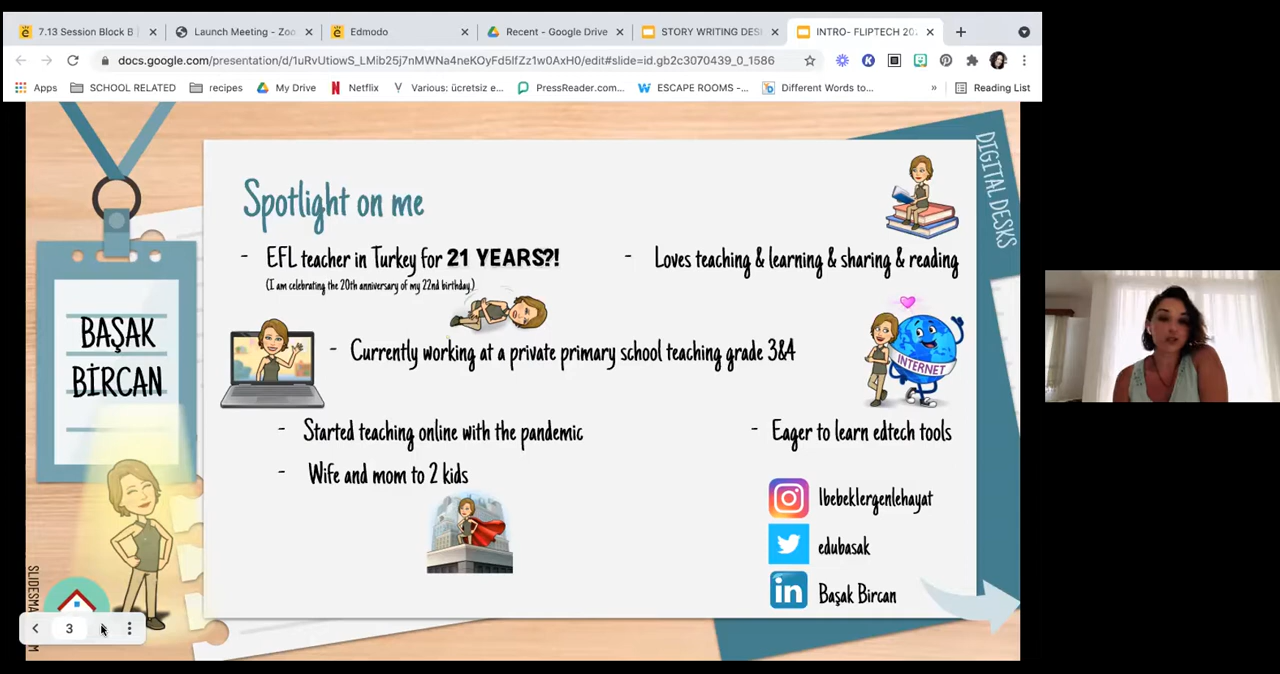 7.13 Session Block B
Launch Meeting - Zoo
Edmodo
Recent - Google Drive
STORY WRITING DES
INTRO- FLIPTECH 202
docs.google.com/presentation/d/1uRvUtiowS_LMib25j7nMWNa4neKOyFd5lfZz1w0AxH0/edit#slide=id.gb2c3070439_0_1586
Apps
SCHOOL RELATED
recipes
My Drive
Netflix
Various: ücretsiz e...
PressReader.com...
ESCAPE ROOMS -...
Different Words to...
»
Reading List
DIGITAL DESKS
Spotlight on me
- EFL teacher in Turkey for 21 YEARS?!
(I am celebrating the 20th anniversary of my 22nd birthday.)
- Loves teaching & learning & sharing & reading
BAŞAK
BİRCAN
- Currently working at a private primary school teaching grade 3&4
INTERNET
- Started teaching online with the pandemic
- Eager to learn edtech tools
- Wife and mom to 2 kids
1bebeklergenlehayat
edubasak
in Başak Bircan
3